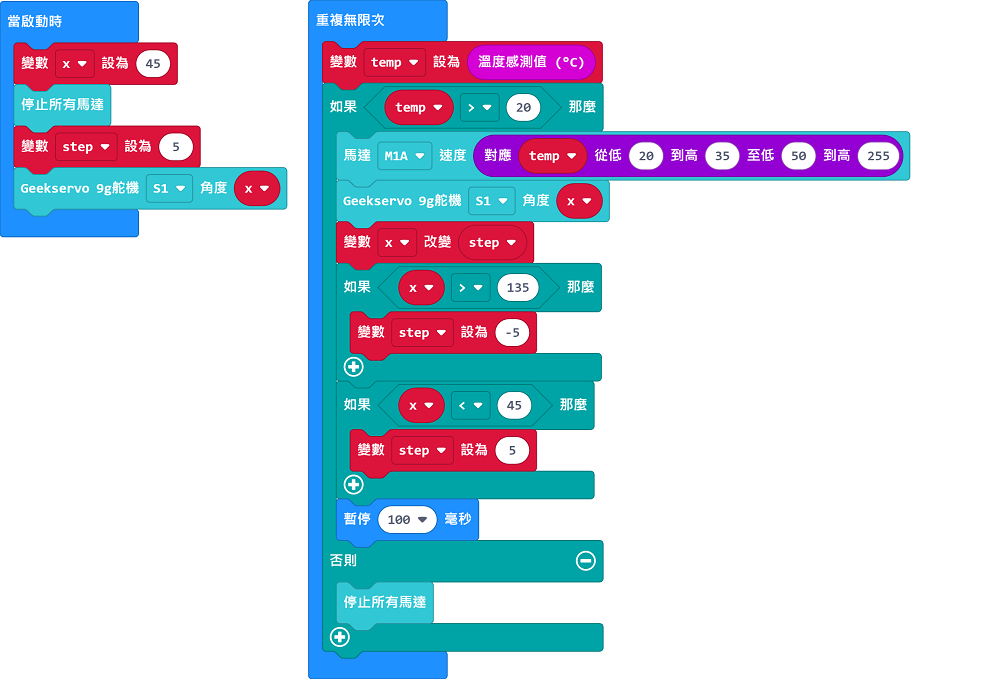 當啟動時
變數 x 設為 45
停止所有馬達
變數 step 設為 5
Geekservo 9g舵機 S1 角度 x
重複無限次
變數 temp 設為 溫度感測值 (°C)
如果 temp > 20 那麼
馬達 M1A 速度 對應 temp 從低 20 到高 35 至低 50 到高 255
Geekservo 9g舵機 S1 角度 x
變數 x 改變 step
如果 x > 135 那麼
變數 step 設為 -5
如果 x < 45 那麼
變數 step 設為 5
暫停 100 毫秒
否則
停止所有馬達